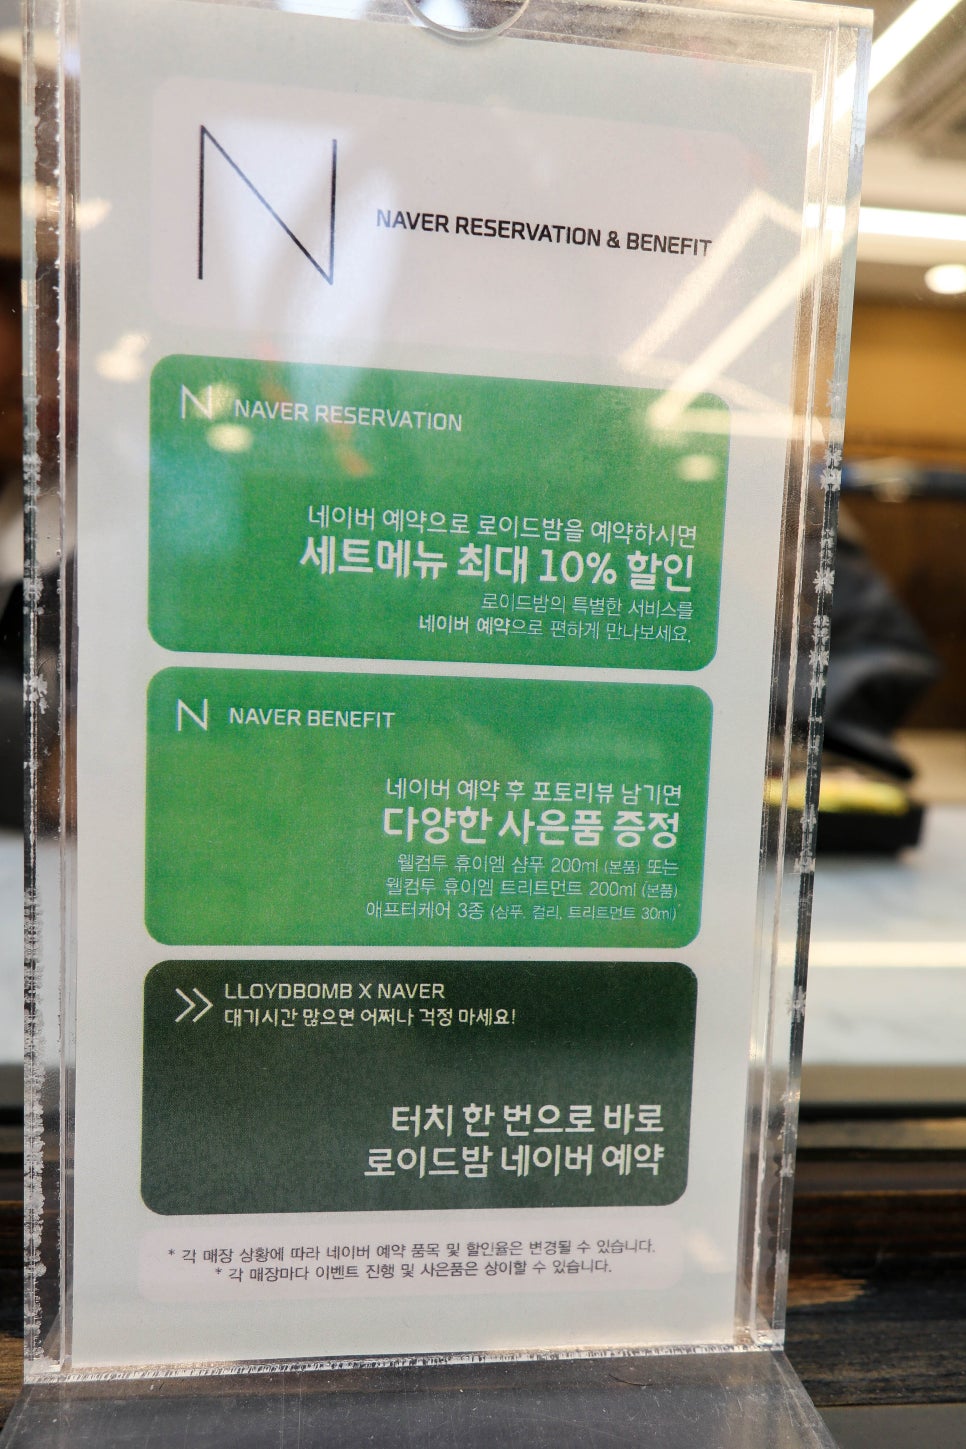 N
NAVER RESERVATION & BENEFIT
N NAVER RESERVATION
네이버 예약으로 로이드밤을 예약하시면
세트메뉴 최대 10% 할인
로이드밤의 특별한 서비스를
네이버 예약으로 편하게 만나보세요.
N NAVER BENEFIT
네이버 예약 후 포토리뷰 남기면
다양한 사은품 증정
웰컴투 휴이엠 샴푸 200ml (본품) 또는
웰컴투 휴이엠 트리트먼트 200ml (본품)
애프터케어 3종 (샴푸, 컬리, 트리트먼트 30ml)
LLOYDBOMB X NAVER
대기시간 많으면 어쩌나 걱정 마세요!
터치 한 번으로 바로
로이드밤 네이버 예약
* 각 매장 상황에 따라 네이버 예약 품목 및 할인율은 변경될 수 있습니다.
* 각 매장마다 이벤트 진행 및 사은품은 상이할 수 있습니다.